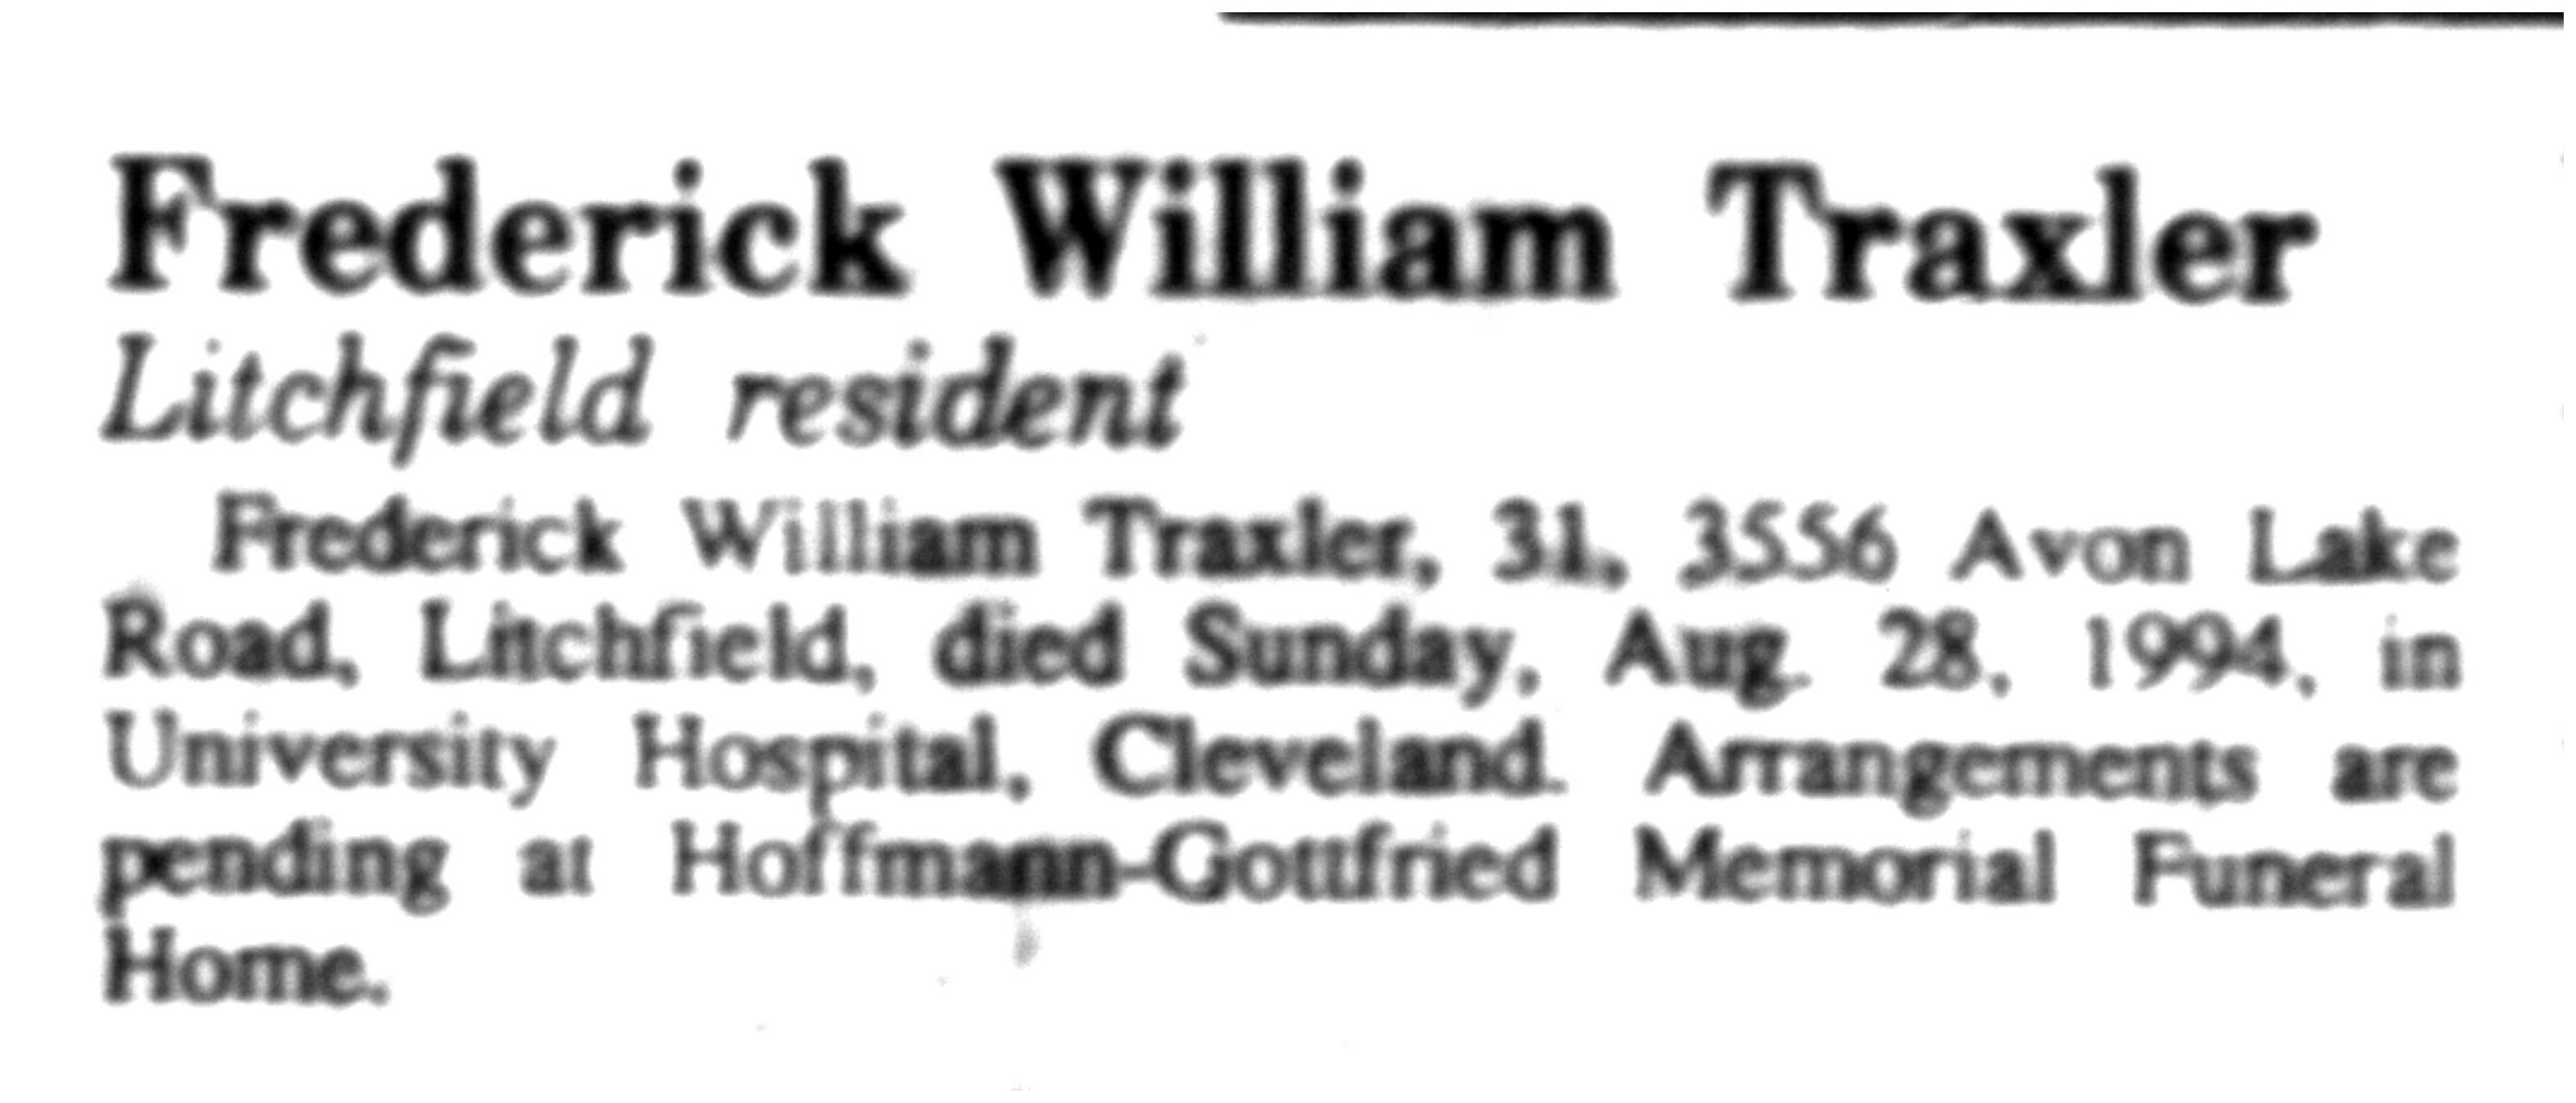 Frederick William Traxler
Litchfield resident
Frederick William Traxler, 31, 3556 Avon Lake
Road, Litchfield, died Sunday, Aug. 28, 1994, in
University Hospital, Cleveland. Arrangements are
pending at Hoffmann-Gottfried Memorial Funeral
Home.